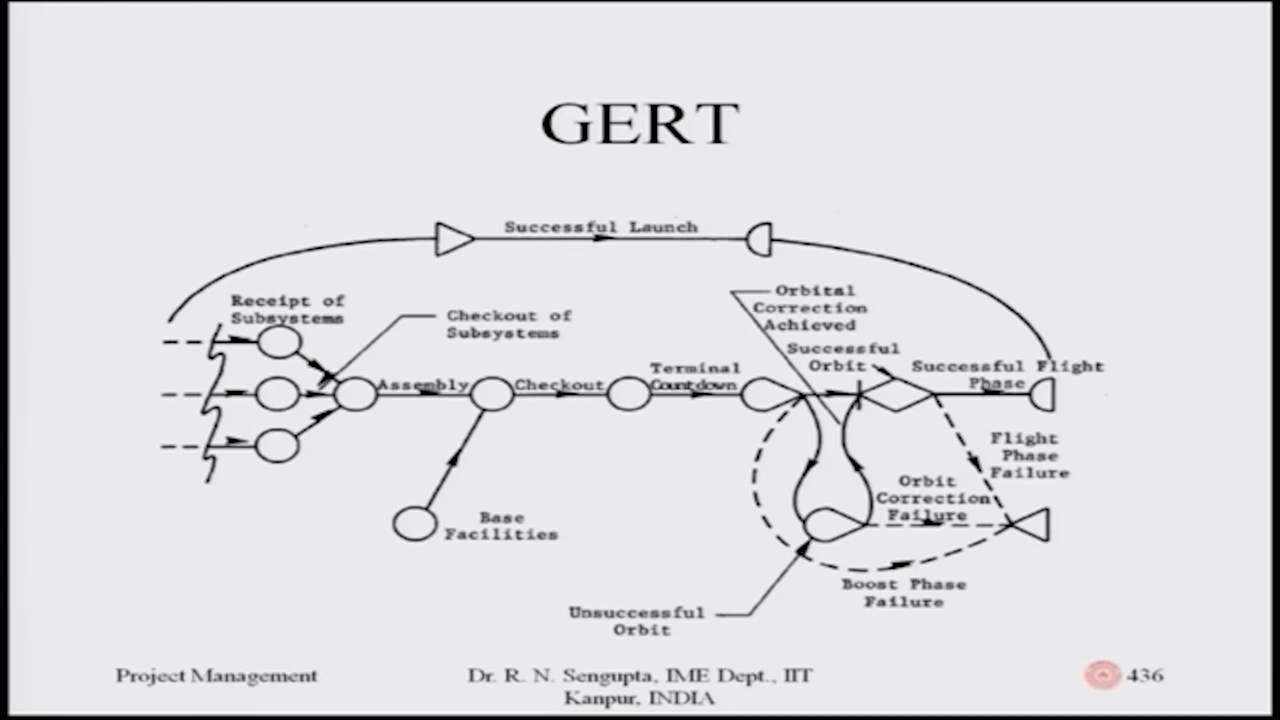 GERT
Successful Launch
Receipt of
Subsystems
Checkout of
Subsystems
Orbital
Correction
Achieved
Successful
Orbit
Terminal
Countdown
Successful Flight
Phase
Assembly
Checkout
Flight
Phase
Failure
Orbit
Correction
Failure
Base
Facilities
Boost Phase
Failure
Unsuccessful
Orbit
Project Management
Dr. R. N. Sengupta, IME Dept., IIT
Kanpur, INDIA
436